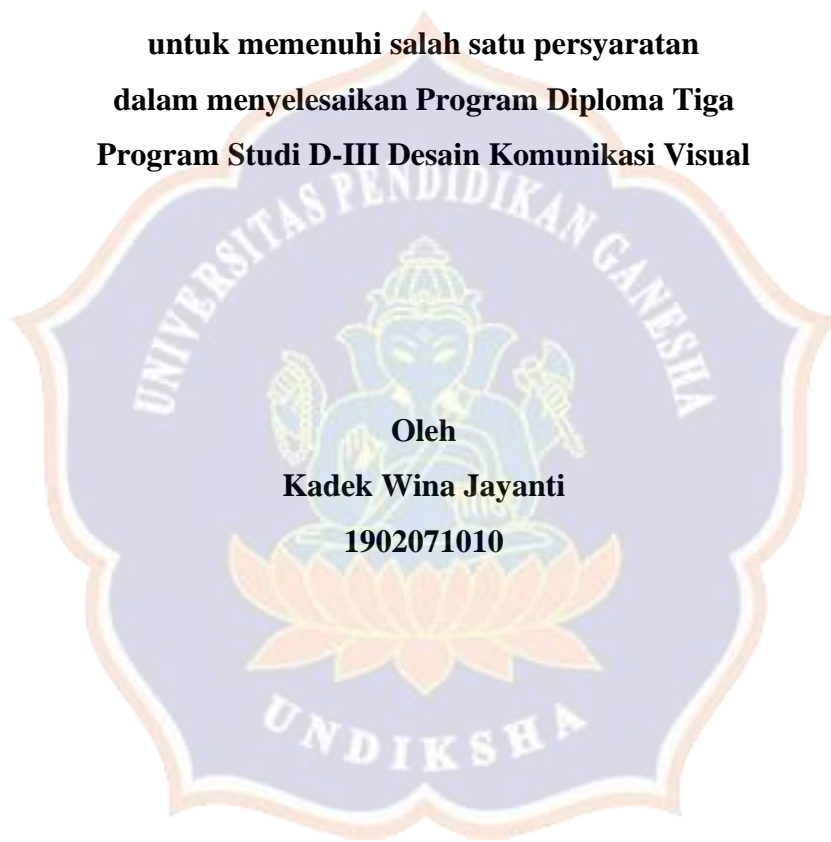 untuk memenuhi salah satu persyaratan
dalam menyelesaikan Program Diploma Tiga
Program Studi D-III Desain Komunikasi Visual
UNIVERSITAS PENDIDIKAN GANESHA
Oleh
Kadek Wina Jayanti
1902071010
UNDIKSHA